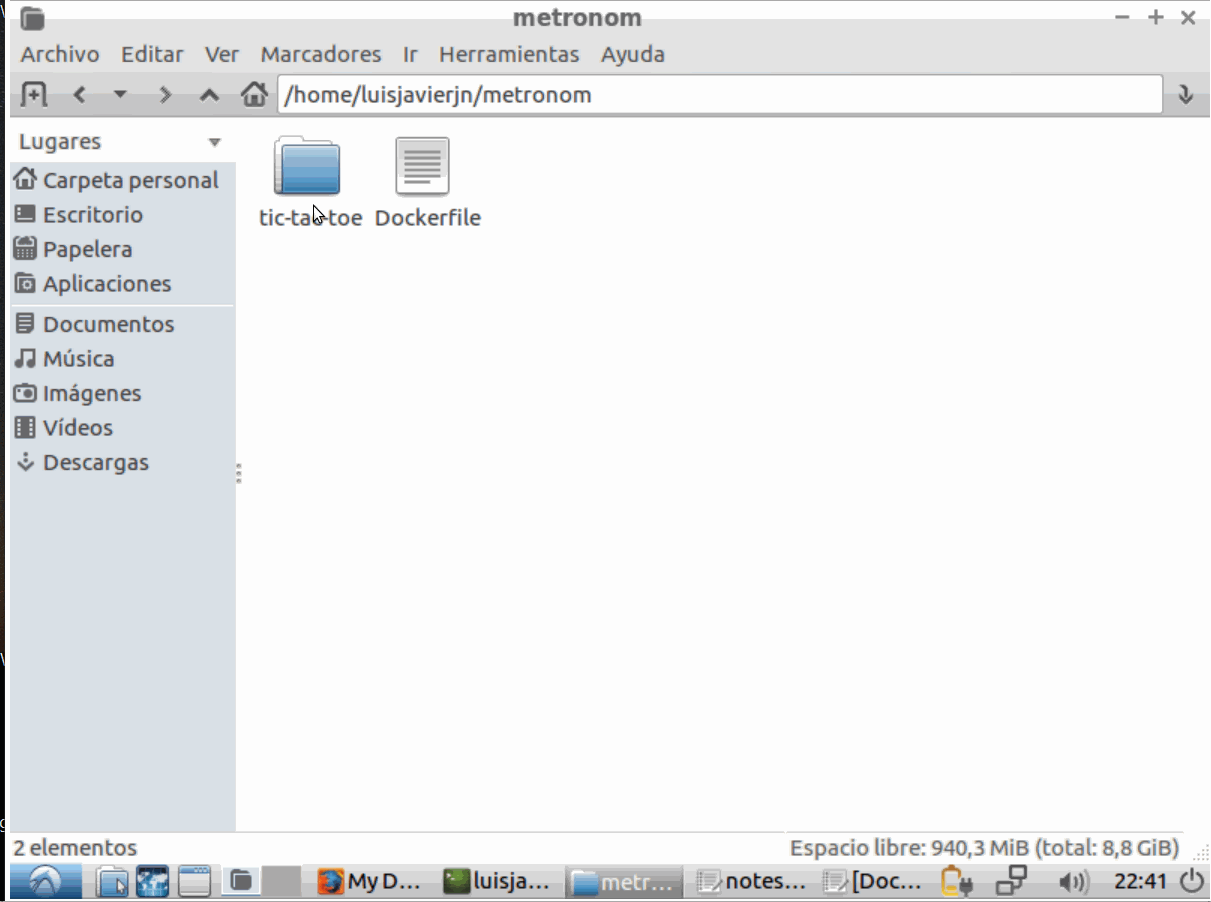 metronom
Archivo Editar Ver Marcadores Ir Herramientas Ayuda
/home/luisjavierjn/metronom
Lugares
Carpeta personal
Escritorio
Papelera
Aplicaciones
Documentos
Música
Imágenes
Vídeos
Descargas
tic-tac-toe Dockerfile
2 elementos Espacio libre: 940,3 MiB (total: 8,8 GiB)
My D... luisja... metr... notes... [Doc... 22:41